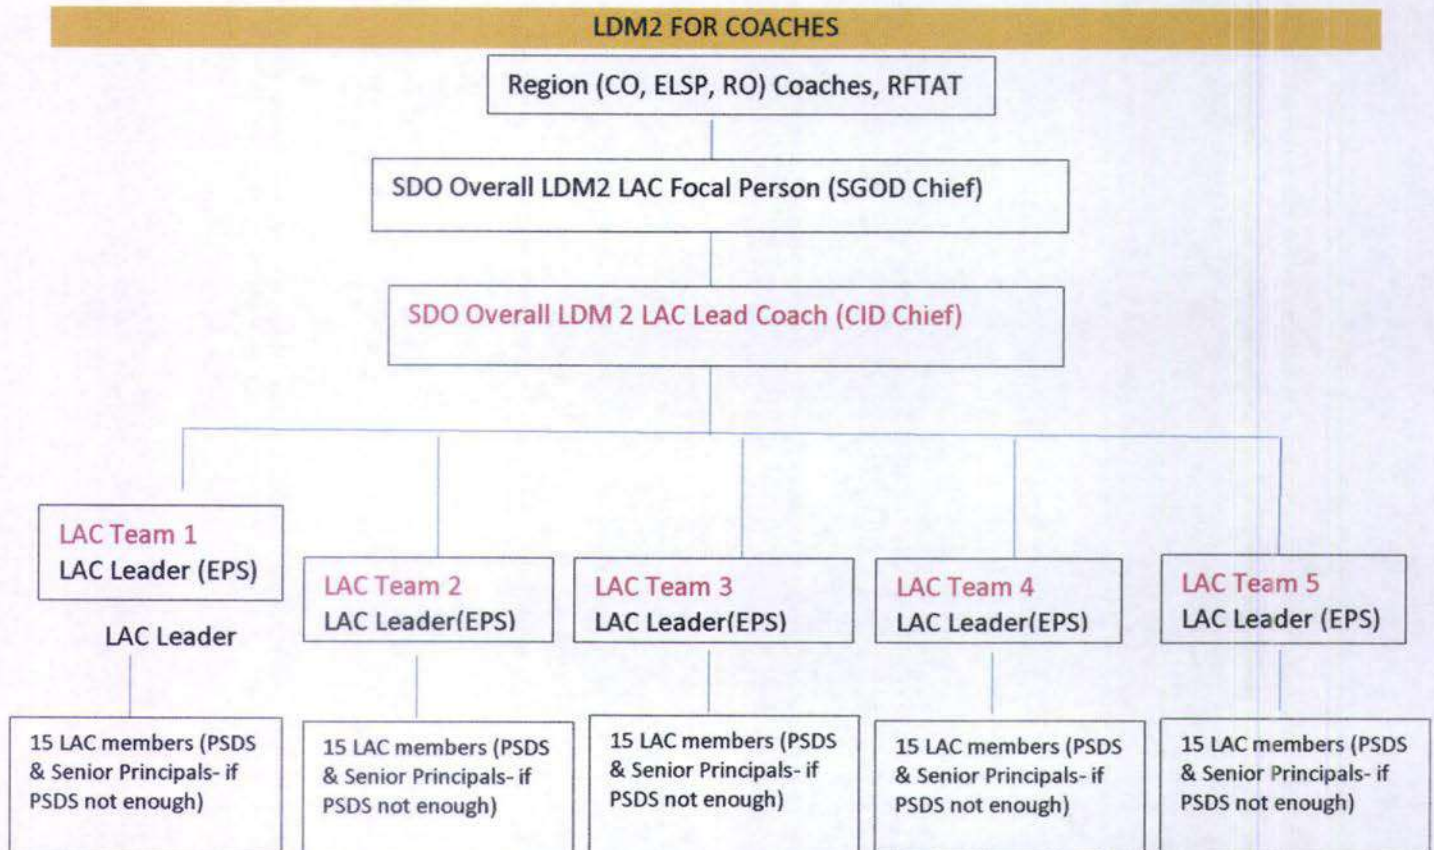 LDM2 FOR COACHES
Region (CO, ELSP, RO) Coaches, RFTAT
SDO Overall LDM2 LAC Focal Person (SGOD Chief)
SDO Overall LDM 2 LAC Lead Coach (CID Chief)
LAC Team 1
LAC Leader (EPS)
LAC Leader
LAC Team 2
LAC Leader(EPS)
LAC Team 3
LAC Leader(EPS)
LAC Team 4
LAC Leader(EPS)
LAC Team 5
LAC Leader (EPS)
15 LAC members (PSDS
& Senior Principals- if
PSDS not enough)
15 LAC members (PSDS
& Senior Principals- if
PSDS not enough)
15 LAC members (PSDS
& Senior Principals- if
PSDS not enough)
15 LAC members (PSDS
& Senior Principals- if
PSDS not enough)
15 LAC members (PSDS
& Senior Principals- if
PSDS not enough)